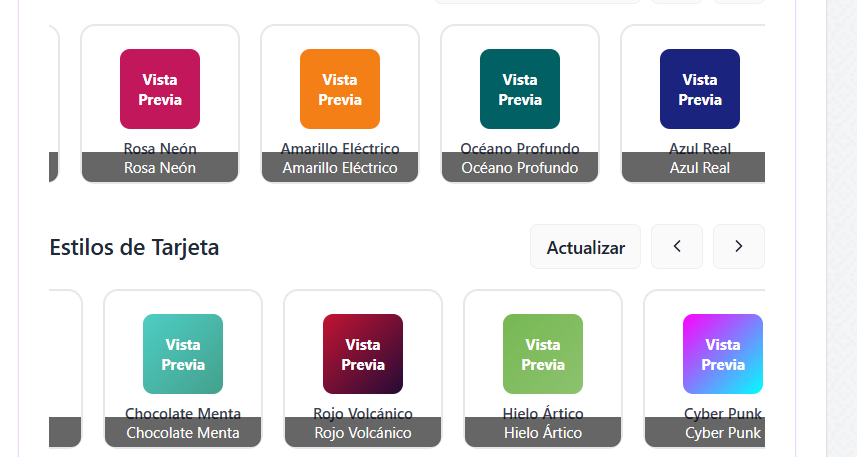 Vista
Previa
Rosa Neón
Rosa Neón
Vista
Previa
Amarillo Eléctrico
Amarillo Eléctrico
Vista
Previa
Océano Profundo
Océano Profundo
Vista
Previa
Azul Real
Azul Real
Estilos de Tarjeta
Actualizar
Vista
Previa
Chocolate Menta
Chocolate Menta
Vista
Previa
Rojo Volcánico
Rojo Volcánico
Vista
Previa
Hielo Ártico
Hielo Ártico
Vista
Previa
Cyber Punk
Cyber Punk